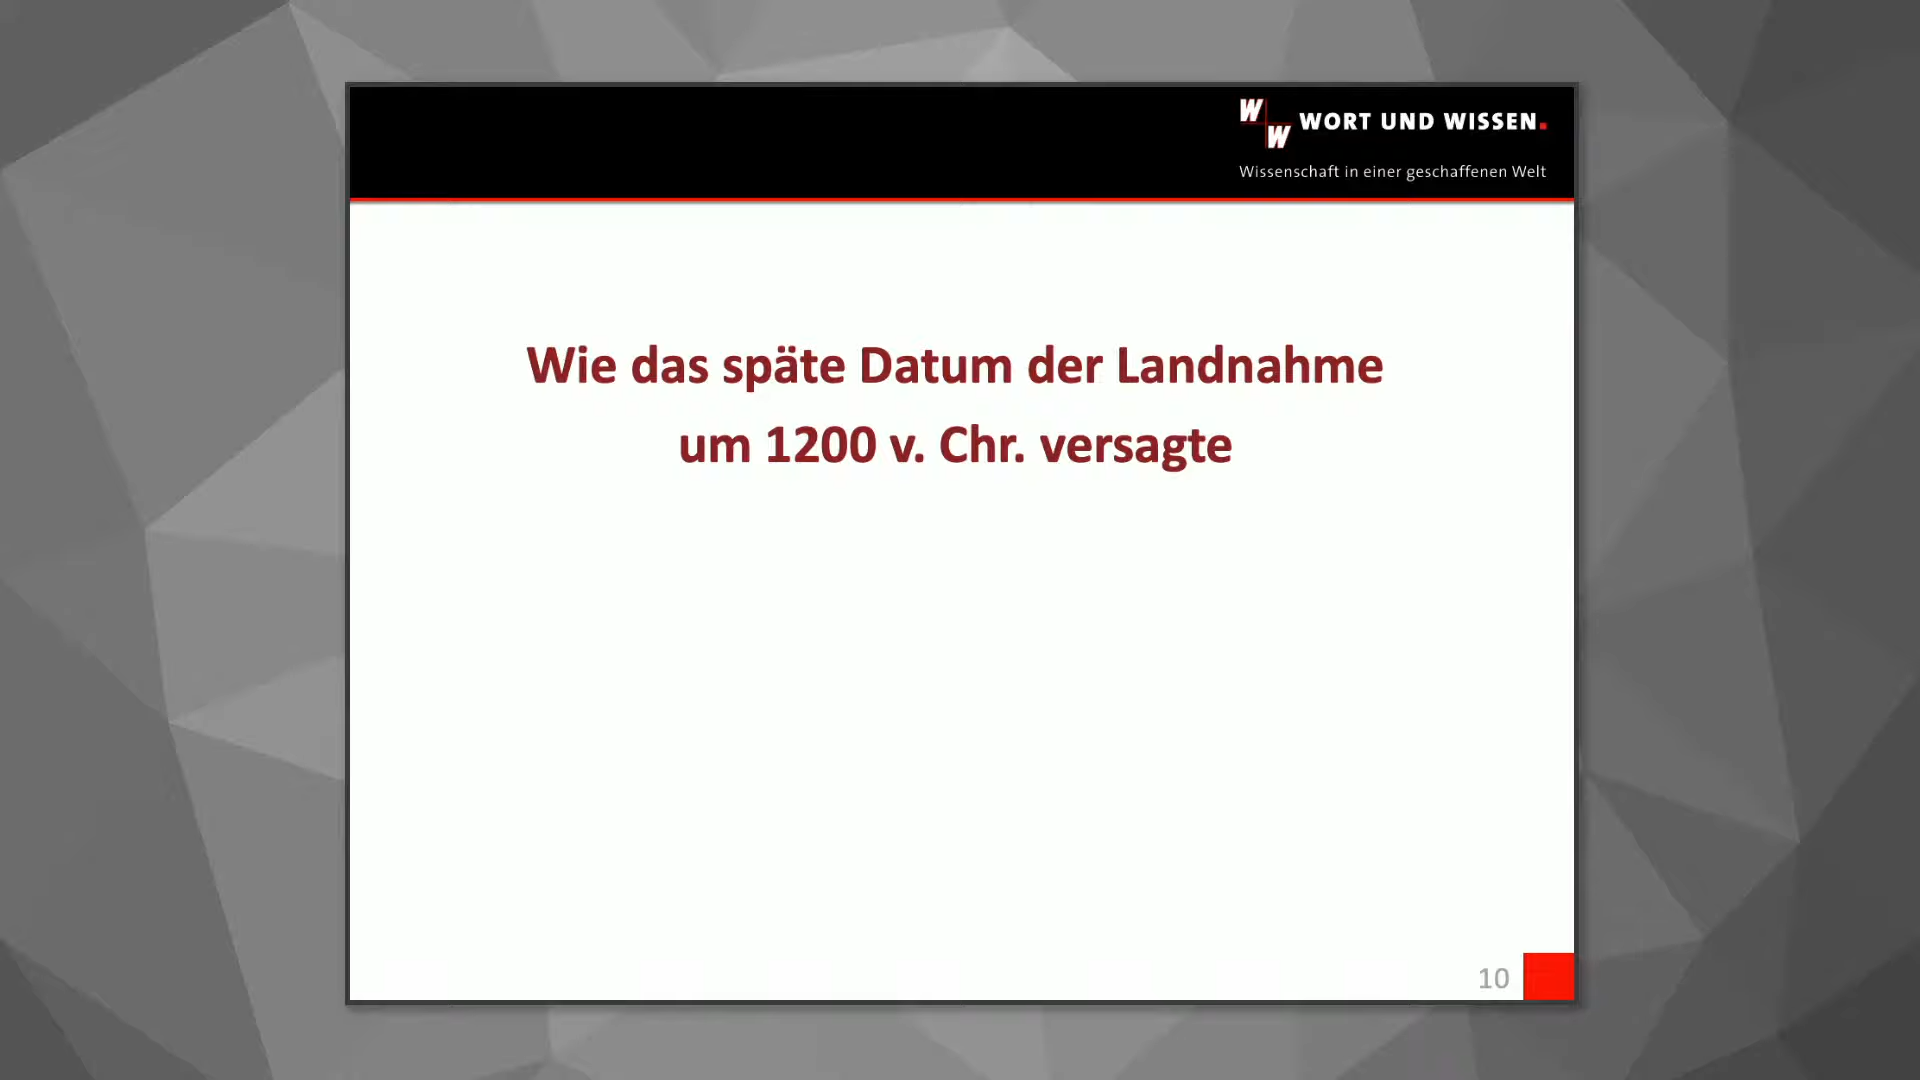 W
W
WORT UND WISSEN.
Wissenschaft in einer geschaffenen Welt
Wie das späte Datum der Landnahme
um 1200 v. Chr. versagte
10